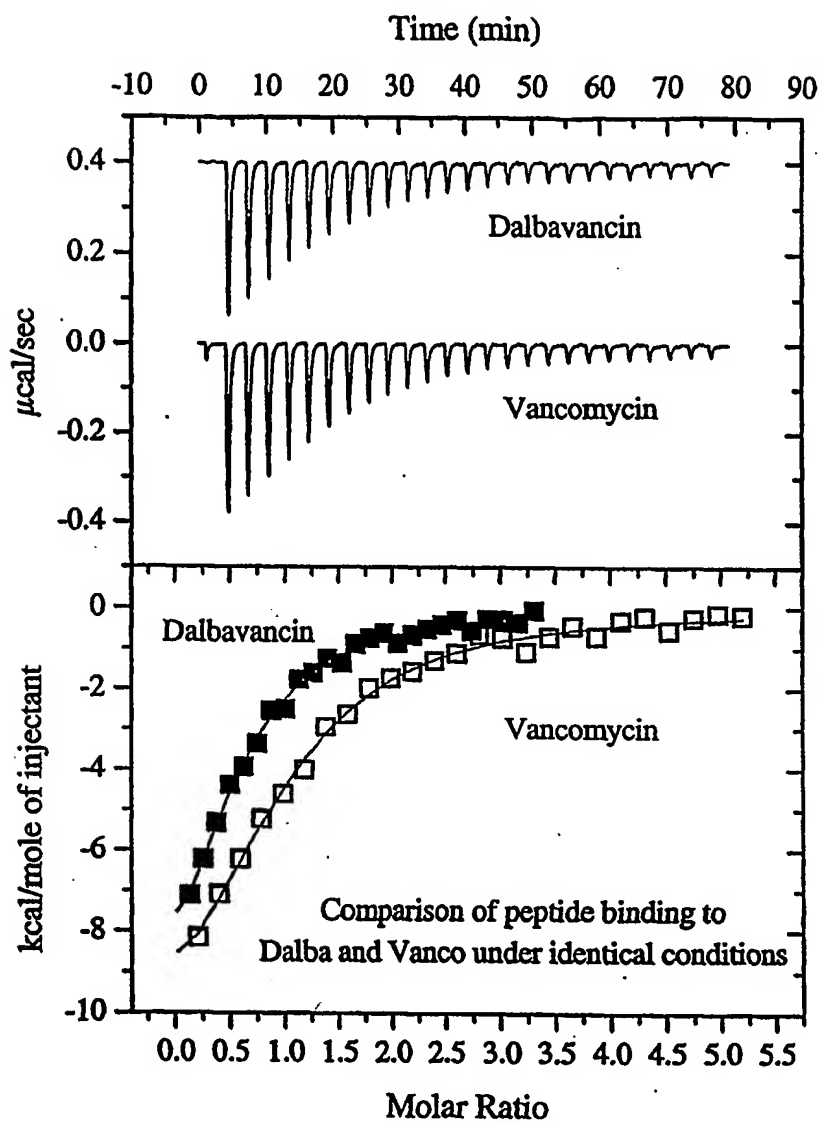 Time (min)
-10 0 10 20 30 40 50 60 70 80 90
0.4
Dalbavancin
0.2
0.0
Vancomycin
-0.2
-0.4
μcal/sec
0
Dalbavancin
-2
Vancomycin
-4
-6
Comparison of peptide binding to
-8
Dalba and Vanco under identical conditions
-10
kcal/mole of injectant
0.0 0.5 1.0 1.5 2.0 2.5 3.0 3.5 4.0 4.5 5.0 5.5
Molar Ratio